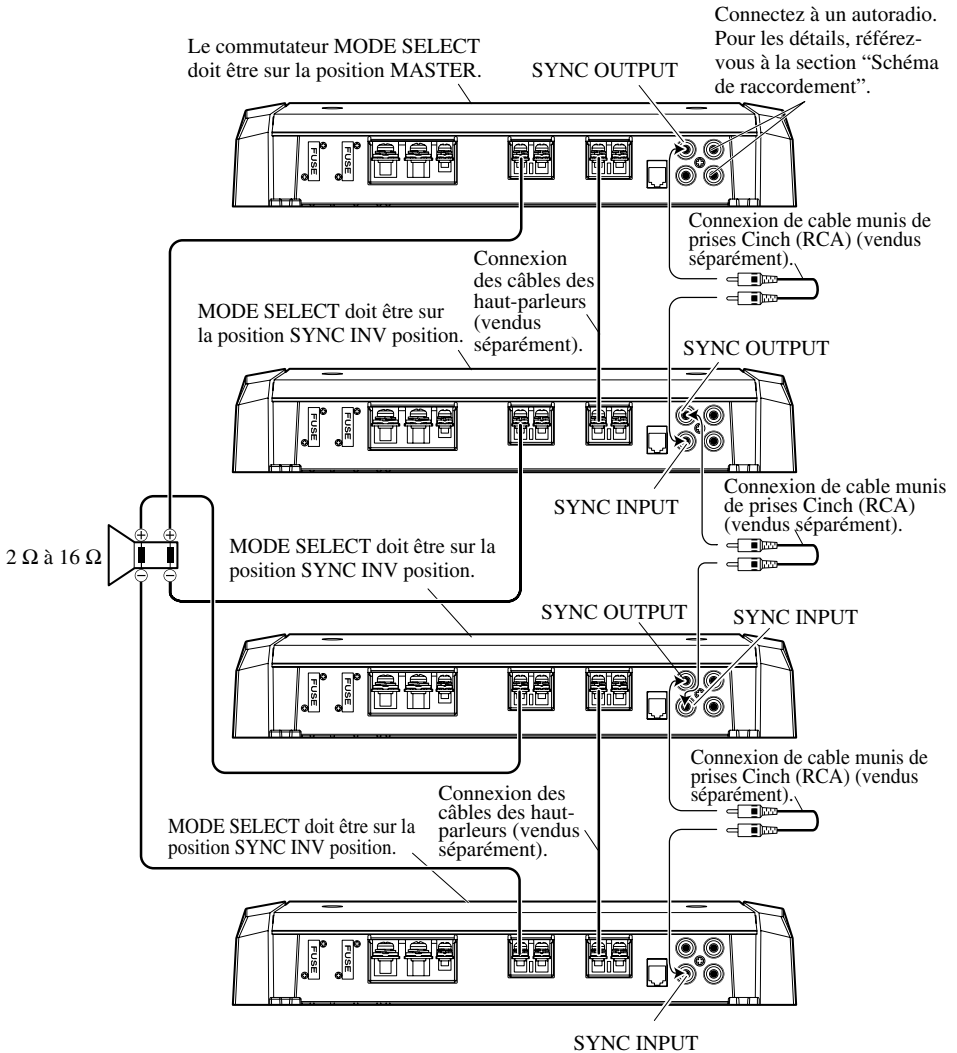 Connectez à un autoradio.
Pour les détails, référez-
vous à la section “Schéma
de raccordement”.
Le commutateur MODE SELECT
doit être sur la position MASTER.
SYNC OUTPUT
FUSE
FUSE
Connexion de cable munis de
prises Cinch (RCA) (vendus
séparément).
Connexion
des câbles des
haut-parleurs
(vendus
séparément).
MODE SELECT doit être sur
la position SYNC INV position.
SYNC OUTPUT
FUSE
FUSE
SYNC INPUT
Connexion de cable munis
de prises Cinch (RCA)
(vendus séparément).
2 Ω à 16 Ω
+
+
−
−
MODE SELECT doit être sur la
position SYNC INV position.
SYNC OUTPUT
SYNC INPUT
FUSE
FUSE
Connexion de cable munis de
prises Cinch (RCA) (vendus
séparément).
Connexion des
câbles des haut-
parleurs (vendus
séparément).
MODE SELECT doit être sur la
position SYNC INV position.
FUSE
FUSE
SYNC INPUT